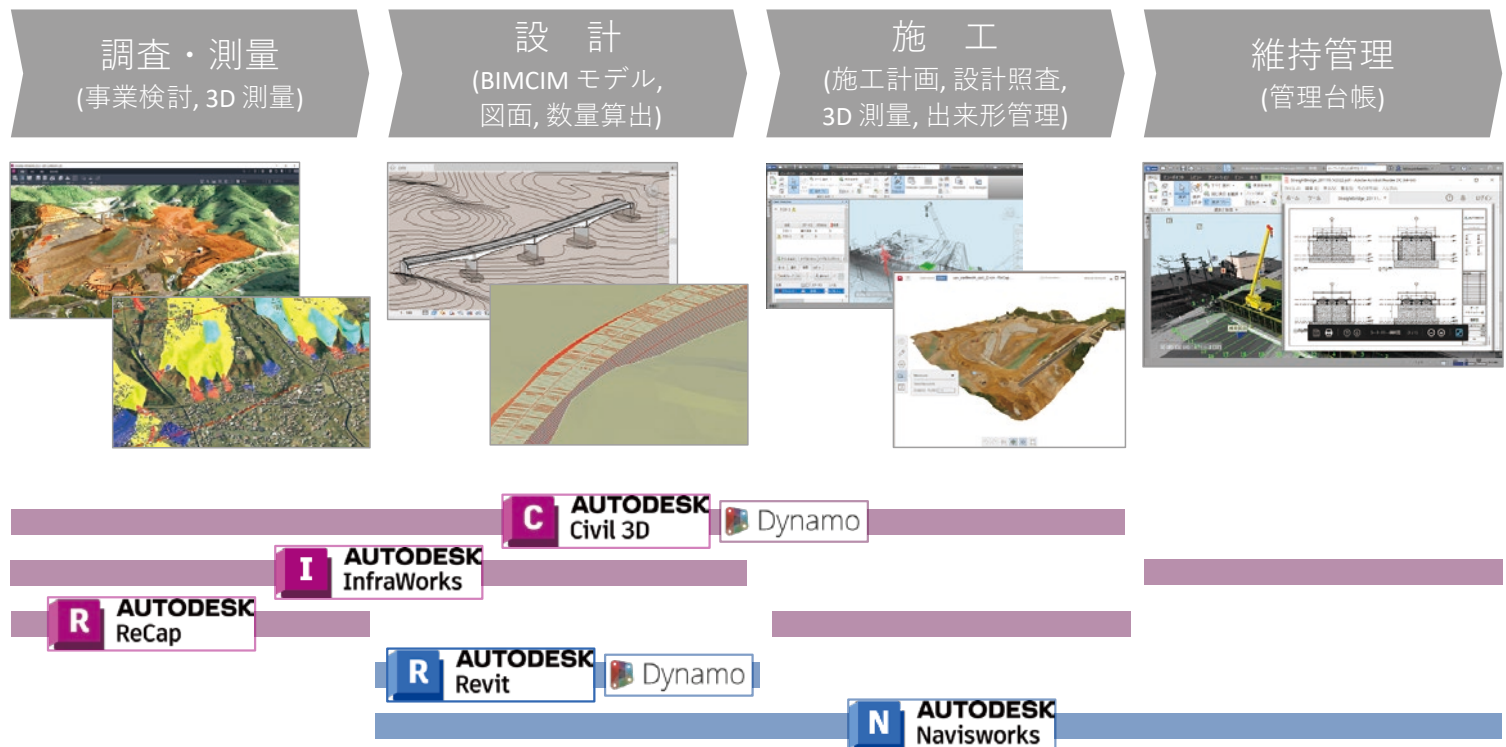 調査・測量
(事業検討, 3D 測量)
設 計
(BIMCIM モデル,
図面, 数量算出)
施 工
(施工計画, 設計照査,
3D 測量, 出来形管理)
維持管理
(管理台帳)
C
AUTODESK
Civil 3D
Dynamo
I
AUTODESK
InfraWorks
R
AUTODESK
ReCap
R
AUTODESK
Revit
Dynamo
N
AUTODESK
Navisworks